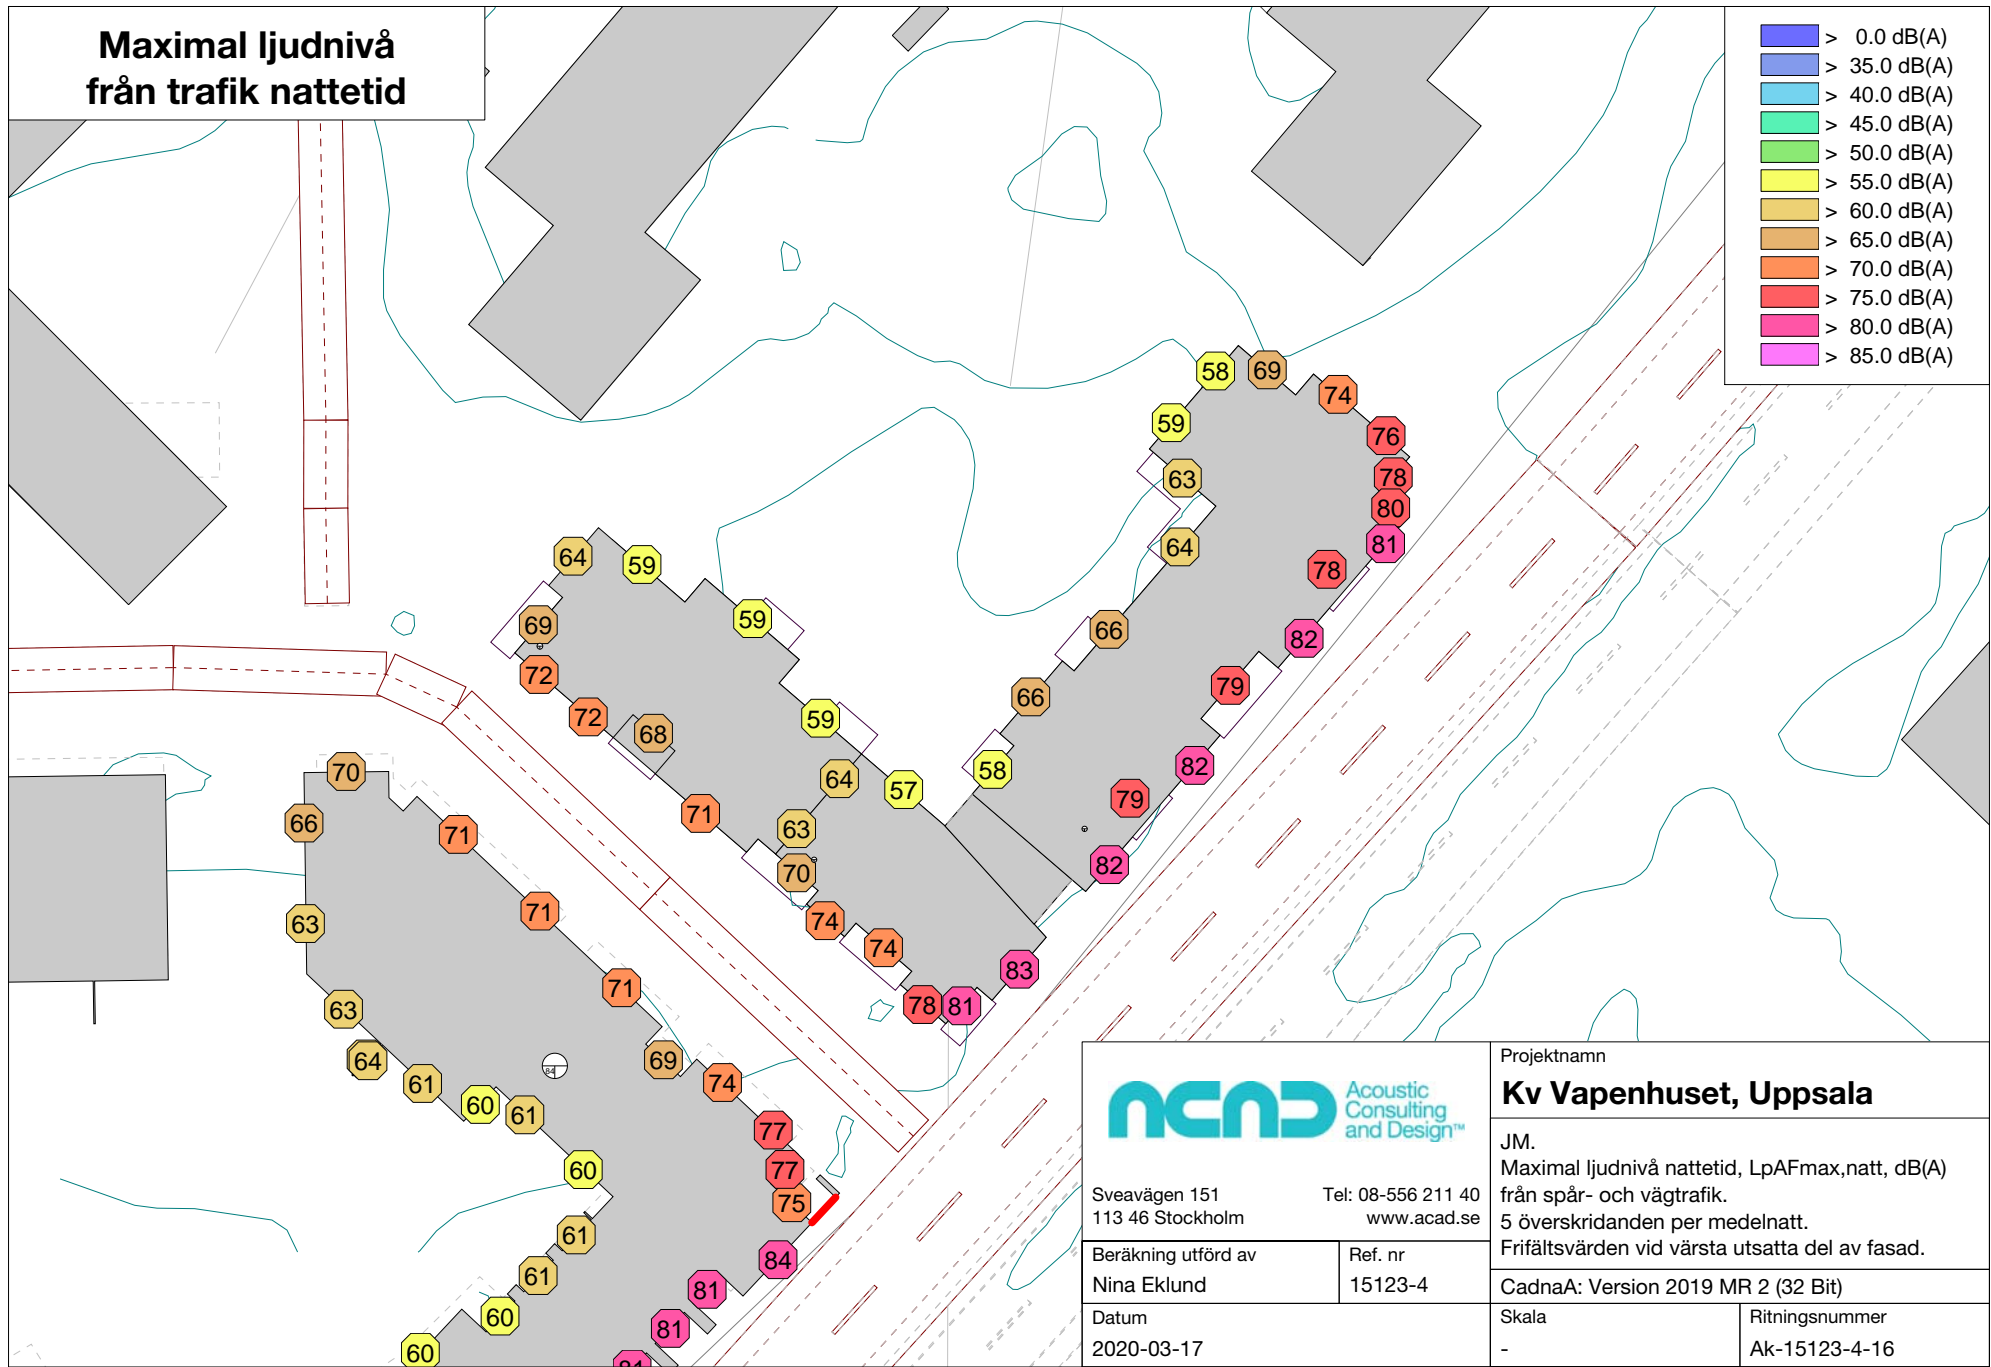 Maximal ljudnivå
från trafik nattetid
> 0.0 dB(A)
> 35.0 dB(A)
> 40.0 dB(A)
> 45.0 dB(A)
> 50.0 dB(A)
> 55.0 dB(A)
> 60.0 dB(A)
> 65.0 dB(A)
> 70.0 dB(A)
> 75.0 dB(A)
> 80.0 dB(A)
> 85.0 dB(A)
58
69
74
59
76
63
78
80
81
64
78
64
59
59
69
66
82
72
66
79
72
68
59
58
82
64
57
79
71
63
70
82
70
74
74
83
78
81
70
66
71
71
63
71
63
64
61
69
74
60
61
77
60
77
75
61
84
61
81
60
81
60
81
84
ACAD
Acoustic
Consulting
and Design™
Sveavägen 151
113 46 Stockholm
Tel: 08-556 211 40
www.acad.se
Beräkning utförd av
Nina Eklund
Ref. nr
15123-4
Datum
2020-03-17
Projektnamn
Kv Vapenhuset, Uppsala
JM.
Maximal ljudnivå nattetid, LpAFmax,natt, dB(A)
från spår- och vägtrafik.
5 överskridanden per medelnatt.
Frifältsvärden vid värsta utsatta del av fasad.
CadnaA: Version 2019 MR 2 (32 Bit)
Skala
-
Ritningsnummer
Ak-15123-4-16